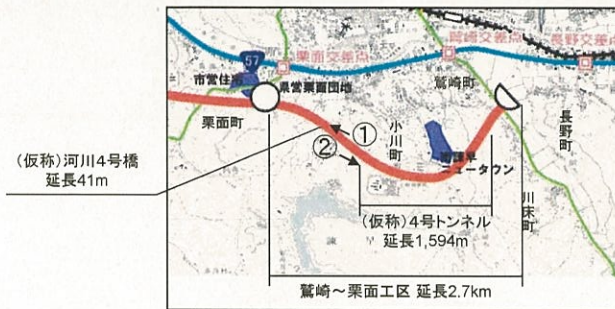 鷲崎交差点
長野交差点
栗面交差点
57
市営住宅
県営栗面団地
鷲崎町
栗面町
①
小川町
長野町
②
南諫早
ニュータウン
(仮称)河川4号橋
延長41m
川床町
(仮称)4号トンネル
延長1,594m
鷲崎〜栗面工区 延長2.7km